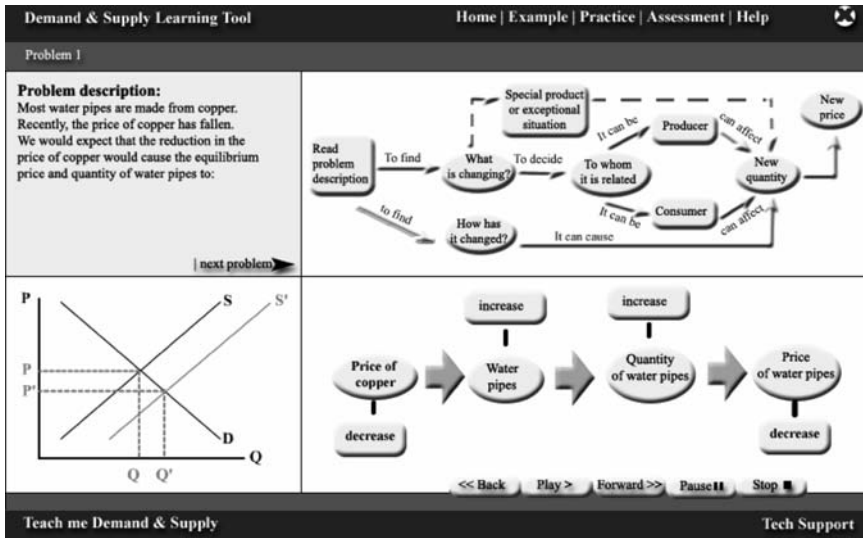 Demand & Supply Learning Tool
Home | Example | Practice | Assessment | Help
Problem 1
Problem description:
Most water pipes are made from copper.
Recently, the price of copper has fallen.
We would expect that the reduction in the
price of copper would cause the equilibrium
price and quantity of water pipes to:
| next problem
Read
problem
description
To find
What
is changing?
Special product
or exceptional
situation
To decide
To whom
it is related
It can be
Producer
can affect
It can be
Consumer
can affect
New
quantity
New
price
to find
How has
it changed?
It can cause
P
S
S'
P
P'
D
Q
Q
Q'
Price of
copper
decrease
increase
Water
pipes
increase
Quantity
of water pipes
Price
of water pipes
decrease
<< Back
Play >
Forward >>
Pause
Stop
Teach me Demand & Supply
Tech Support